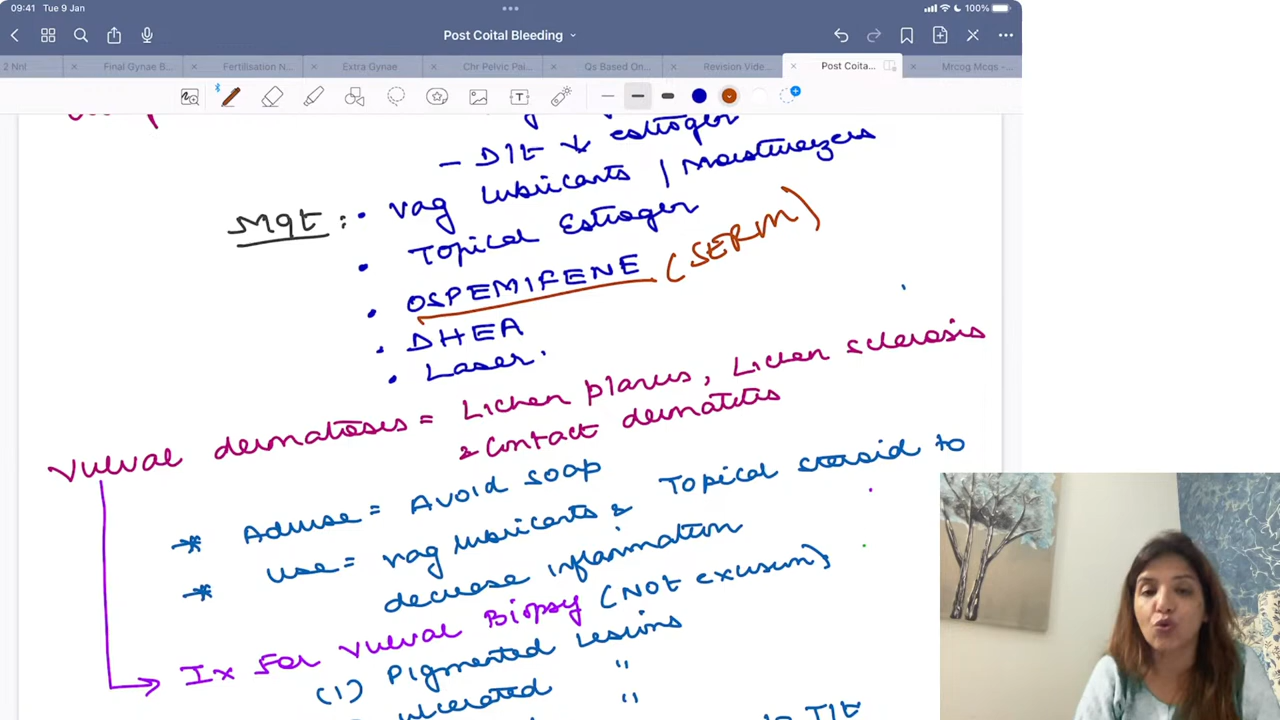 09:41 Tue 9 Jan
100%
Post Coital Bleeding
2 Nnl
Final Gynae B...
Fertilisation N...
Extra Gynae
Chr Pelvic Pai...
Qs Based On...
Revision Vide...
Post Coita...
Mrcog Mcqs -...
- D/t ↓ estrogen
Mgt : • vag lubricants / Moisturizers
• Topical Estrogen
• OSPEMIFENE (SERM)
• DHEA
• Laser.
Vulval dermatoses = Lichen planus, Lichen sclerosis
& contact dermatitis
* Advise = Avoid soap
* use = vag lubricants & Topical steroid to
decrease inflammation
Ix For Vulval Biopsy (NOT excision)
(1) Pigmented Lesions
ulcerated "
"